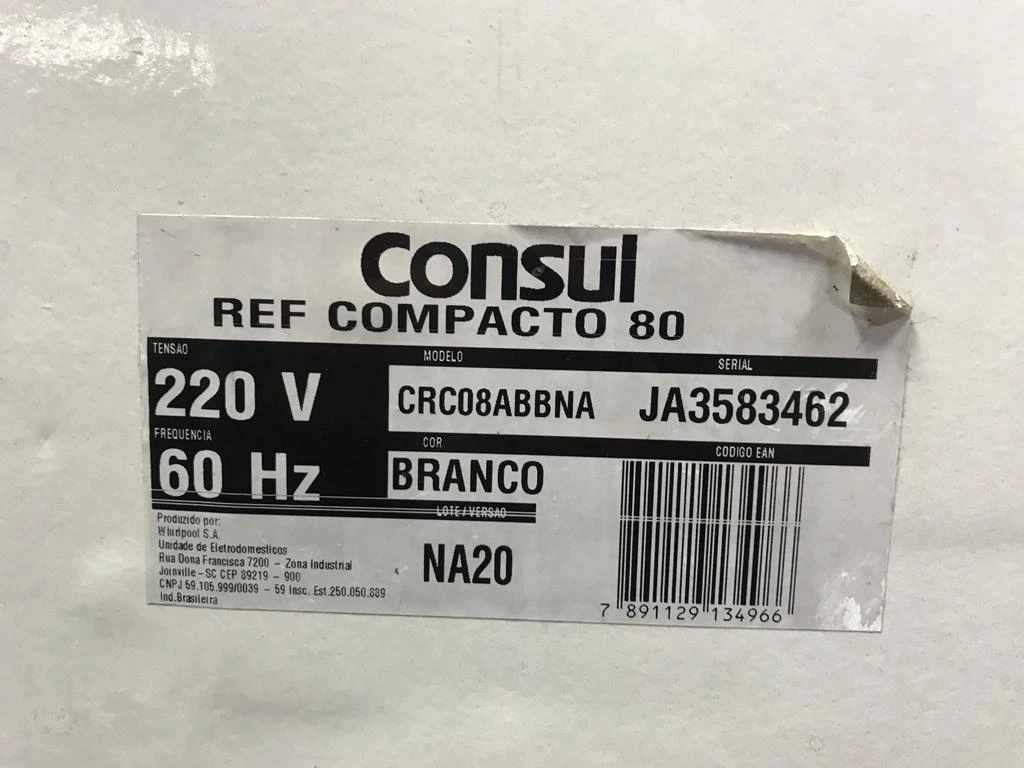 Consul
REF COMPACTO 80
TENSÃO
MODELO
SERIAL
220 V
CRC08ABBNA
JA3583462
FREQUENCIA
COR
CODIGO EAN
60 Hz
BRANCO
LOTE / VERSAO
NA20
Produzido por:
Whirlpool S.A.
Unidade de Eletrodomesticos
Rua Dona Francisca 7200 - Zona Industrial
Joinville - SC CEP 89219 - 900
CNPJ 59.105.999/0039 - 59 Insc. Est.250.050.889
Ind.Brasileira
7 891129 134966